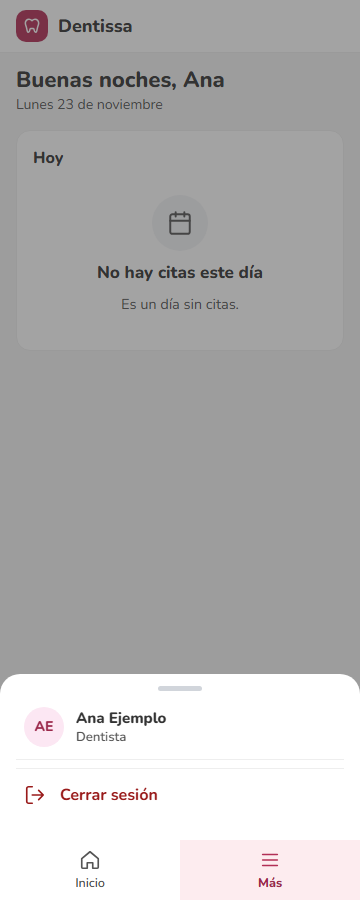 Dentissa
Buenas noches, Ana
Lunes 23 de noviembre
Hoy
No hay citas este día
Es un día sin citas.
AE
Ana Ejemplo
Dentista
Cerrar sesión
Inicio
Más